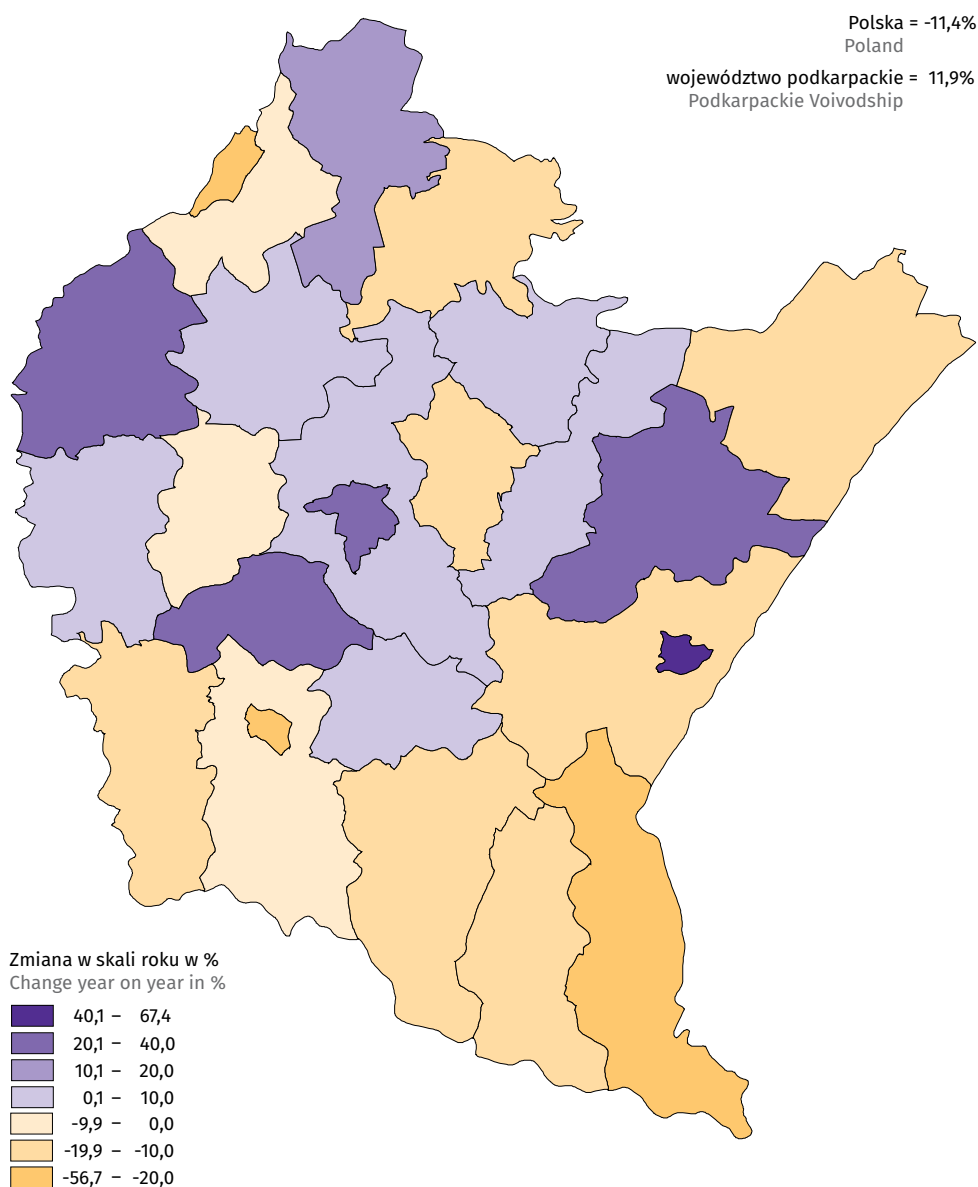 Polska = -11,4%
Poland
województwo podkarpackie = 11,9%
Podkarpackie Voivodship
Zmiana w skali roku w %
Change year on year in %
40,1 – 67,4
20,1 – 40,0
10,1 – 20,0
0,1 – 10,0
-9,9 – 0,0
-19,9 – -10,0
-56,7 – -20,0